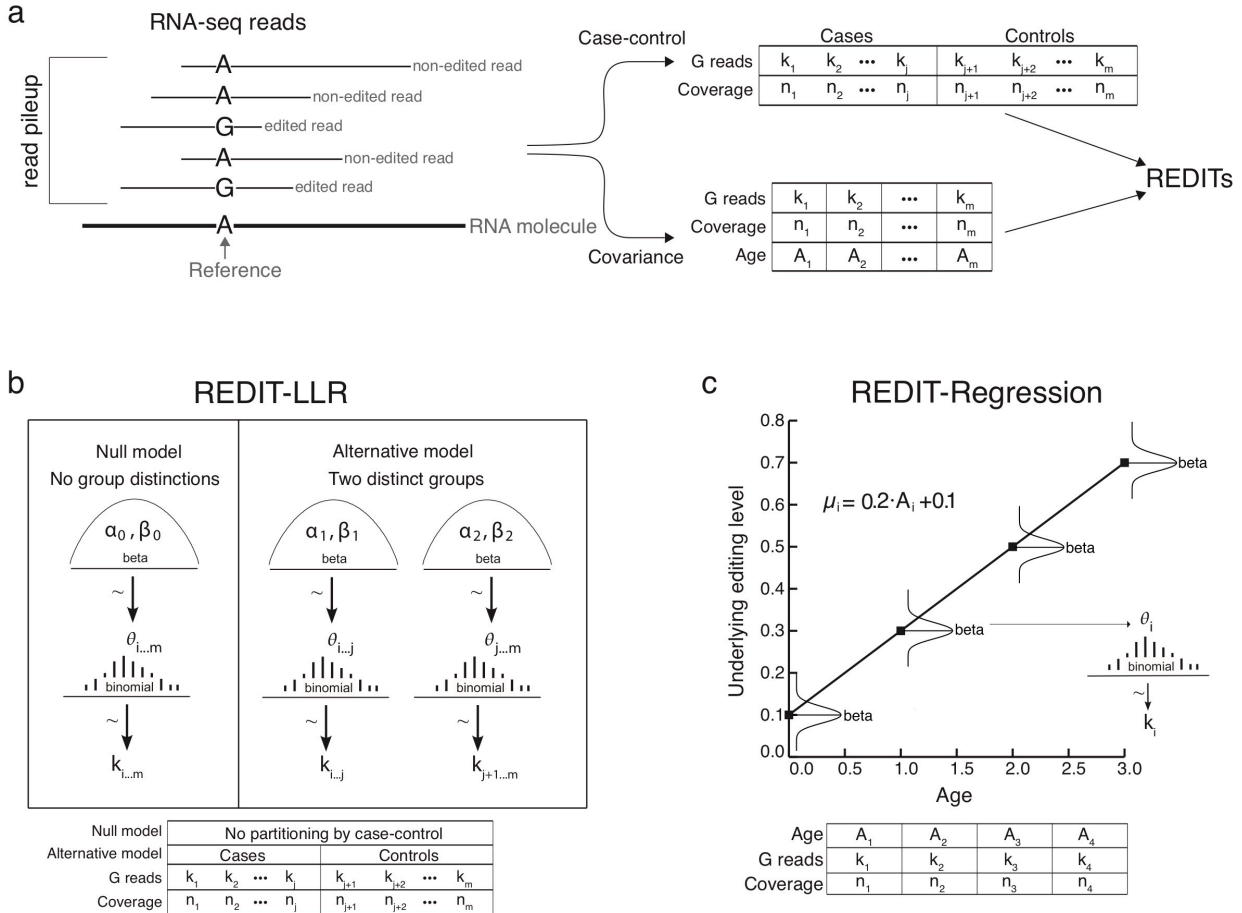 a
RNA-seq reads
read pileup
A non-edited read
A non-edited read
G edited read
A non-edited read
G edited read
A RNA molecule
Reference
Case-control
Covariance
Cases Controls
G reads k1 k2 ••• kj kj+1 kj+2 ••• km
Coverage n1 n2 ••• nj nj+1 nj+2 ••• nm
G reads k1 k2 ••• km
Coverage n1 n2 ••• nm
Age A1 A2 ••• Am
REDITs
b
REDIT-LLR
Null model
No group distinctions
α0, β0
beta
~
θi...m
binomial
~
ki...m
Alternative model
Two distinct groups
α1, β1
beta
~
θi...j
binomial
~
ki...j
α2, β2
beta
~
θj...m
binomial
~
kj+1...m
Null model No partitioning by case-control
Alternative model Cases Controls
G reads k1 k2 ••• kj kj+1 kj+2 ••• km
Coverage n1 n2 ••• nj nj+1 nj+2 ••• nm
c
REDIT-Regression
Underlying editing level
0.8
0.7
0.6
0.5
0.4
0.3
0.2
0.1
0.0
μi = 0.2·Ai +0.1
beta
beta
beta
beta
θi
binomial
~
ki
0.0 0.5 1.0 1.5 2.0 2.5 3.0
Age
Age A1 A2 A3 A4
G reads k1 k2 k3 k4
Coverage n1 n2 n3 n4